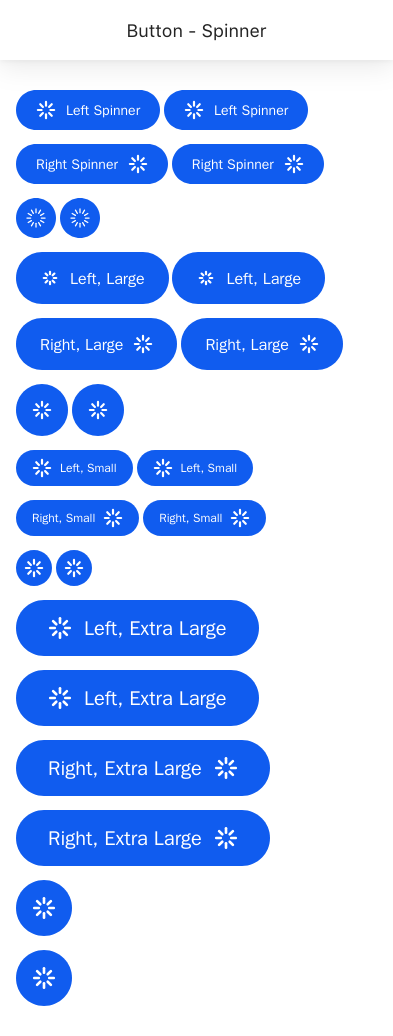 Button - Spinner
Left Spinner Left Spinner
Right Spinner Right Spinner
Left, Large Left, Large
Right, Large Right, Large
Left, Small Left, Small
Right, Small Right, Small
Left, Extra Large
Left, Extra Large
Right, Extra Large
Right, Extra Large